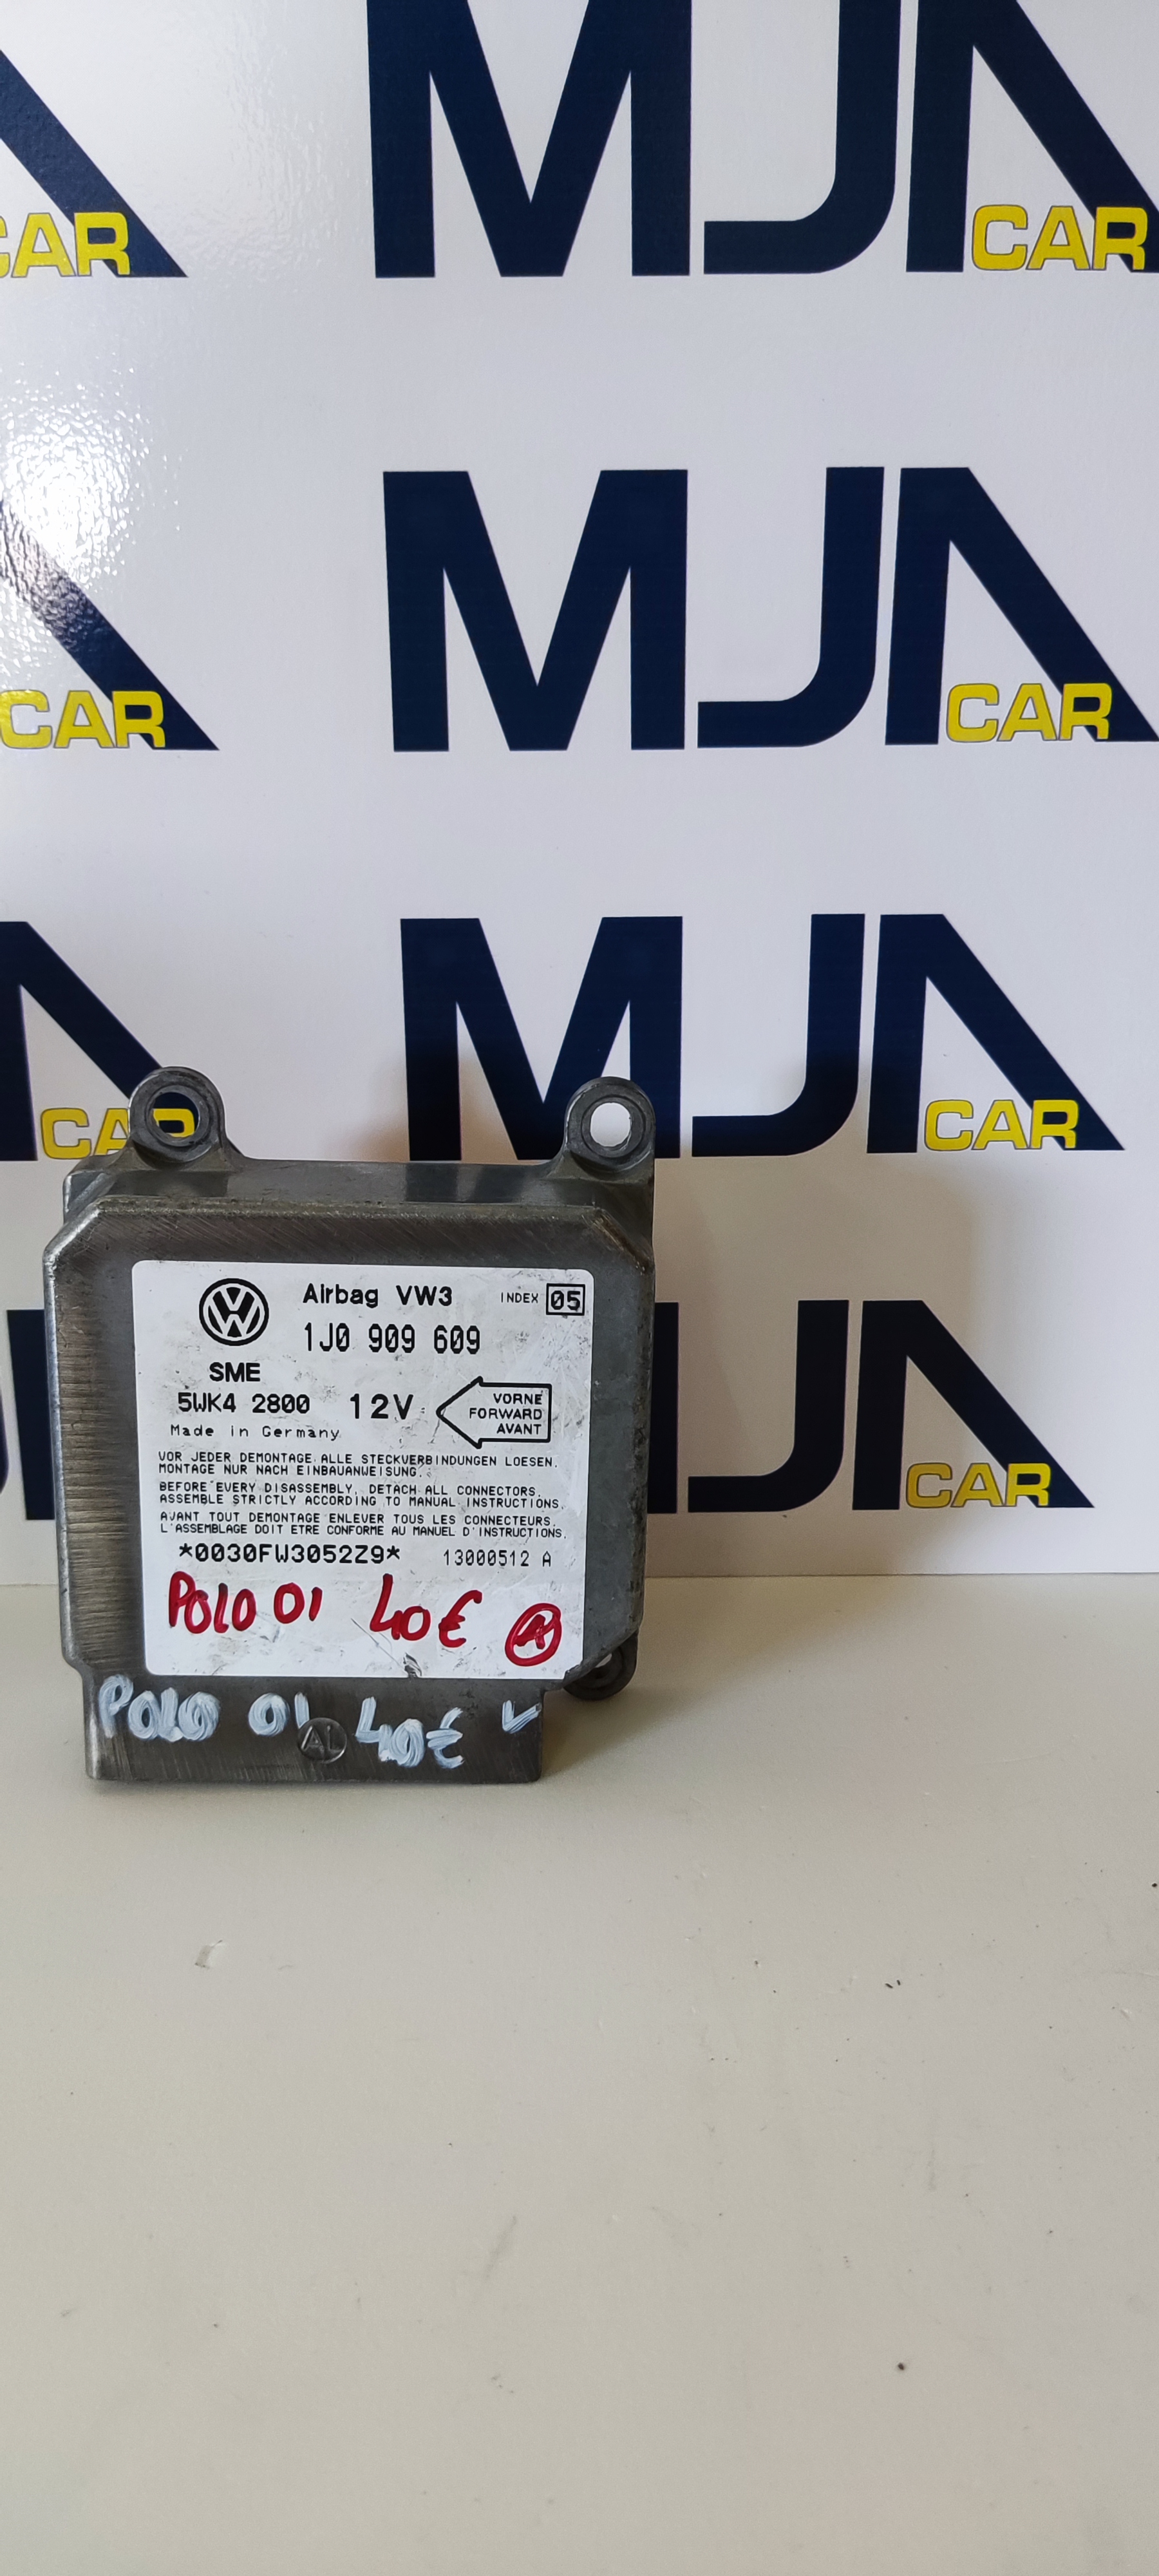 CAR
MJA
CAR
CAR
MJA
CAR
CAR
MJA
CAR
MJA
CAR
Airbag VW3
INDEX 05
1J0 909 609
SME
5WK4 2800
12V
VORNE
FORWARD
AVANT
Made in Germany
VOR JEDER DEMONTAGE ALLE STECKVERBINDUNGEN LOESEN.
MONTAGE NUR NACH EINBAUANWEISUNG.
BEFORE EVERY DISASSEMBLY, DETACH ALL CONNECTORS.
ASSEMBLE STRICTLY ACCORDING TO MANUAL INSTRUCTIONS.
AVANT TOUT DEMONTAGE ENLEVER TOUS LES CONNECTEURS.
L'ASSEMBLAGE DOIT ETRE CONFORME AU MANUEL D'INSTRUCTIONS.
*0030FW3052Z9* 13000512 A
POLO 01 40€ A
POLO 01 40€
AL